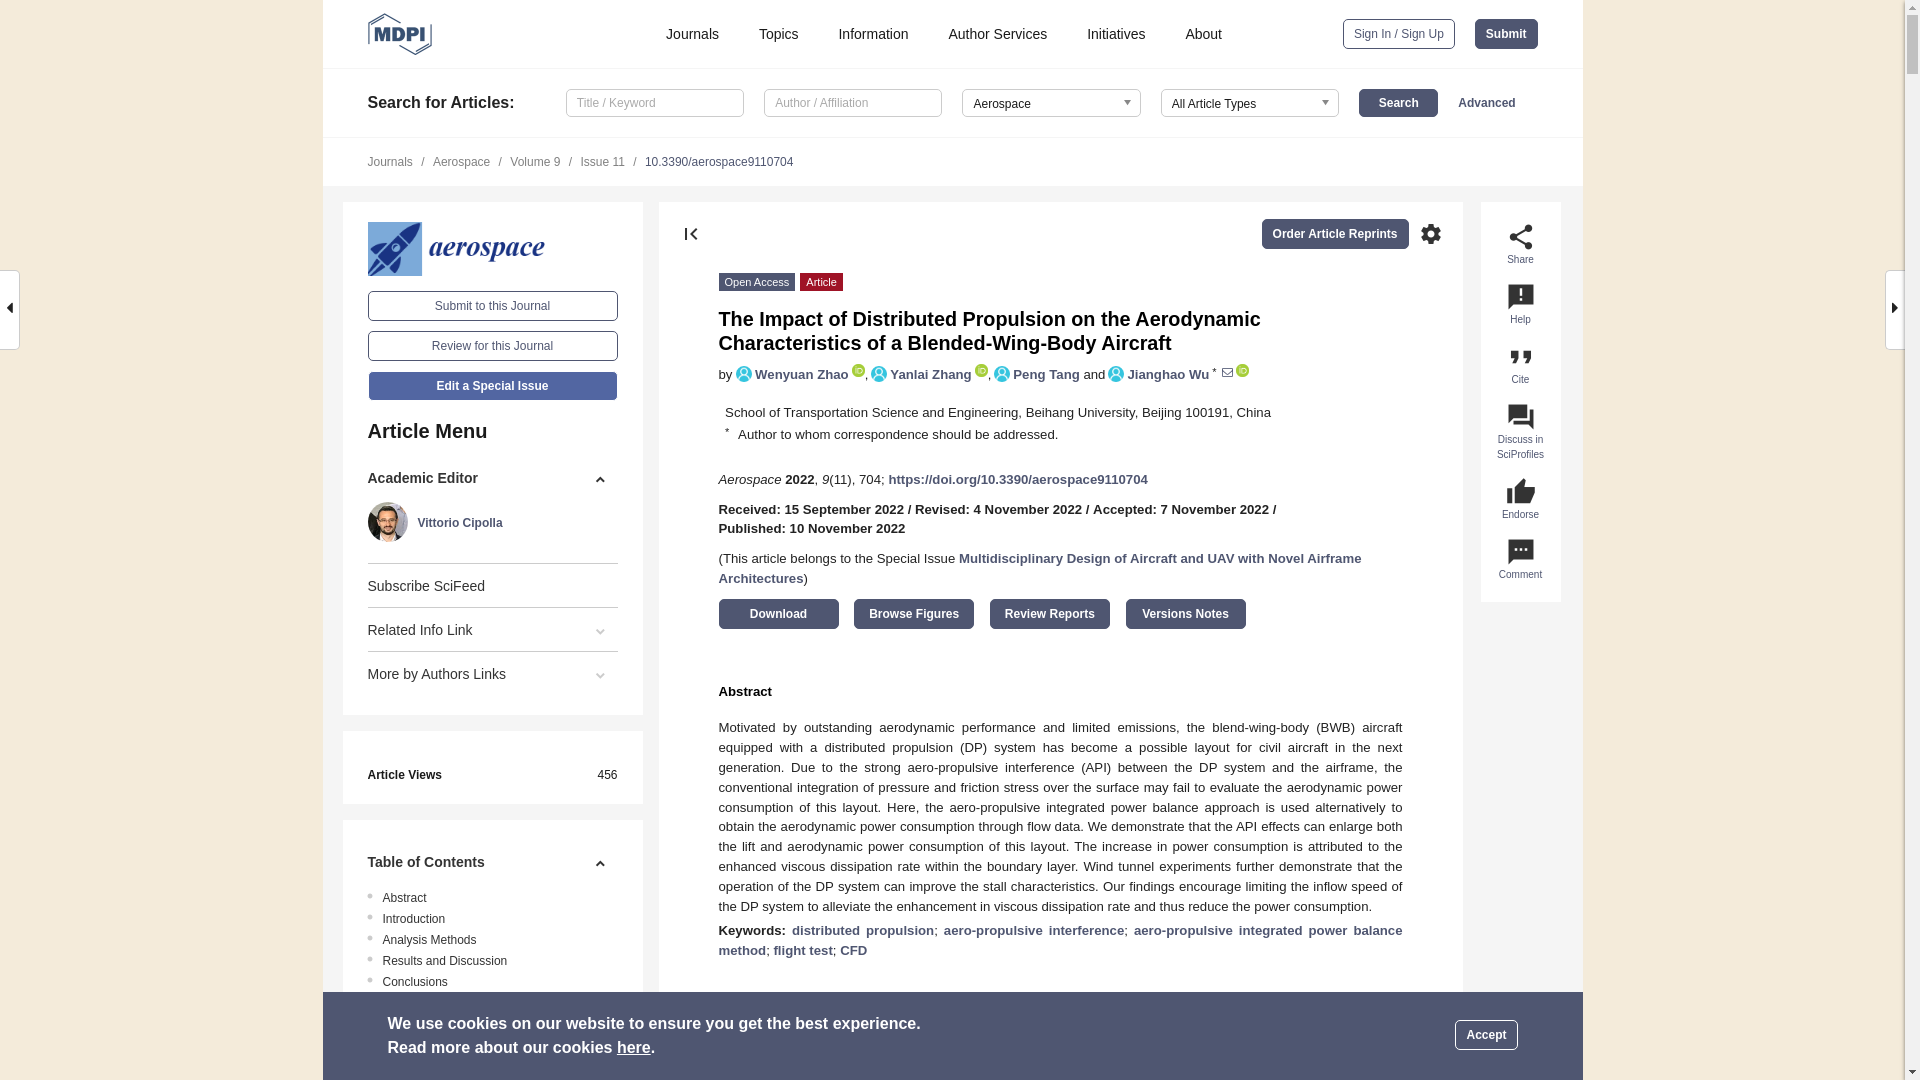 MDPI
Journals
Topics
Information
Author Services
Initiatives
About
Sign In / Sign Up
Submit
Search for Articles:
Title / Keyword
Author / Affiliation
Aerospace
All Article Types
Search
Advanced
Journals / Aerospace / Volume 9 / Issue 11 / 10.3390/aerospace9110704
aerospace
Submit to this Journal
Review for this Journal
Edit a Special Issue
Article Menu
Academic Editor
Vittorio Cipolla
Subscribe SciFeed
Related Info Link
More by Authors Links
Article Views 456
Table of Contents
Abstract
Introduction
Analysis Methods
Results and Discussion
Conclusions
Order Article Reprints
Open Access Article
The Impact of Distributed Propulsion on the Aerodynamic
Characteristics of a Blended-Wing-Body Aircraft
by Wenyuan Zhao iD, Yanlai Zhang iD, Peng Tang and Jianghao Wu * iD
School of Transportation Science and Engineering, Beihang University, Beijing 100191, China
* Author to whom correspondence should be addressed.
Aerospace 2022, 9(11), 704; https://doi.org/10.3390/aerospace9110704
Received: 15 September 2022 / Revised: 4 November 2022 / Accepted: 7 November 2022 /
Published: 10 November 2022
(This article belongs to the Special Issue Multidisciplinary Design of Aircraft and UAV with Novel Airframe
Architectures)
Download
Browse Figures
Review Reports
Versions Notes
Abstract
Motivated by outstanding aerodynamic performance and limited emissions, the blend-wing-body (BWB) aircraft
equipped with a distributed propulsion (DP) system has become a possible layout for civil aircraft in the next
generation. Due to the strong aero-propulsive interference (API) between the DP system and the airframe, the
conventional integration of pressure and friction stress over the surface may fail to evaluate the aerodynamic power
consumption of this layout. Here, the aero-propulsive integrated power balance approach is used alternatively to
obtain the aerodynamic power consumption through flow data. We demonstrate that the API effects can enlarge both
the lift and aerodynamic power consumption of this layout. The increase in power consumption is attributed to the
enhanced viscous dissipation rate within the boundary layer. Wind tunnel experiments further demonstrate that the
operation of the DP system can improve the stall characteristics. Our findings encourage limiting the inflow speed of
the DP system to alleviate the enhancement in viscous dissipation rate and thus reduce the power consumption.
Keywords: distributed propulsion; aero-propulsive interference; aero-propulsive integrated power balance
method; flight test; CFD
Share
Help
Cite
Discuss in
SciProfiles
Endorse
Comment
We use cookies on our website to ensure you get the best experience.
Read more about our cookies here.
Accept